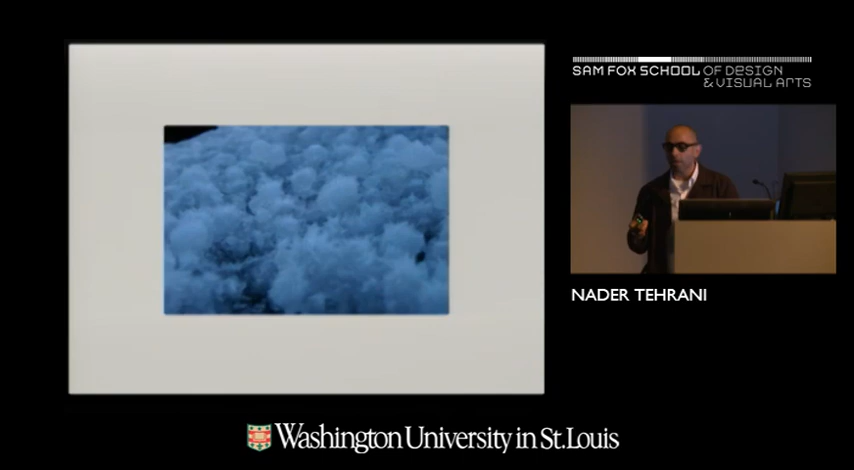 SAM FOX SCHOOL OF DESIGN
& VISUAL ARTS
NADER TEHRANI
Washington University in St. Louis